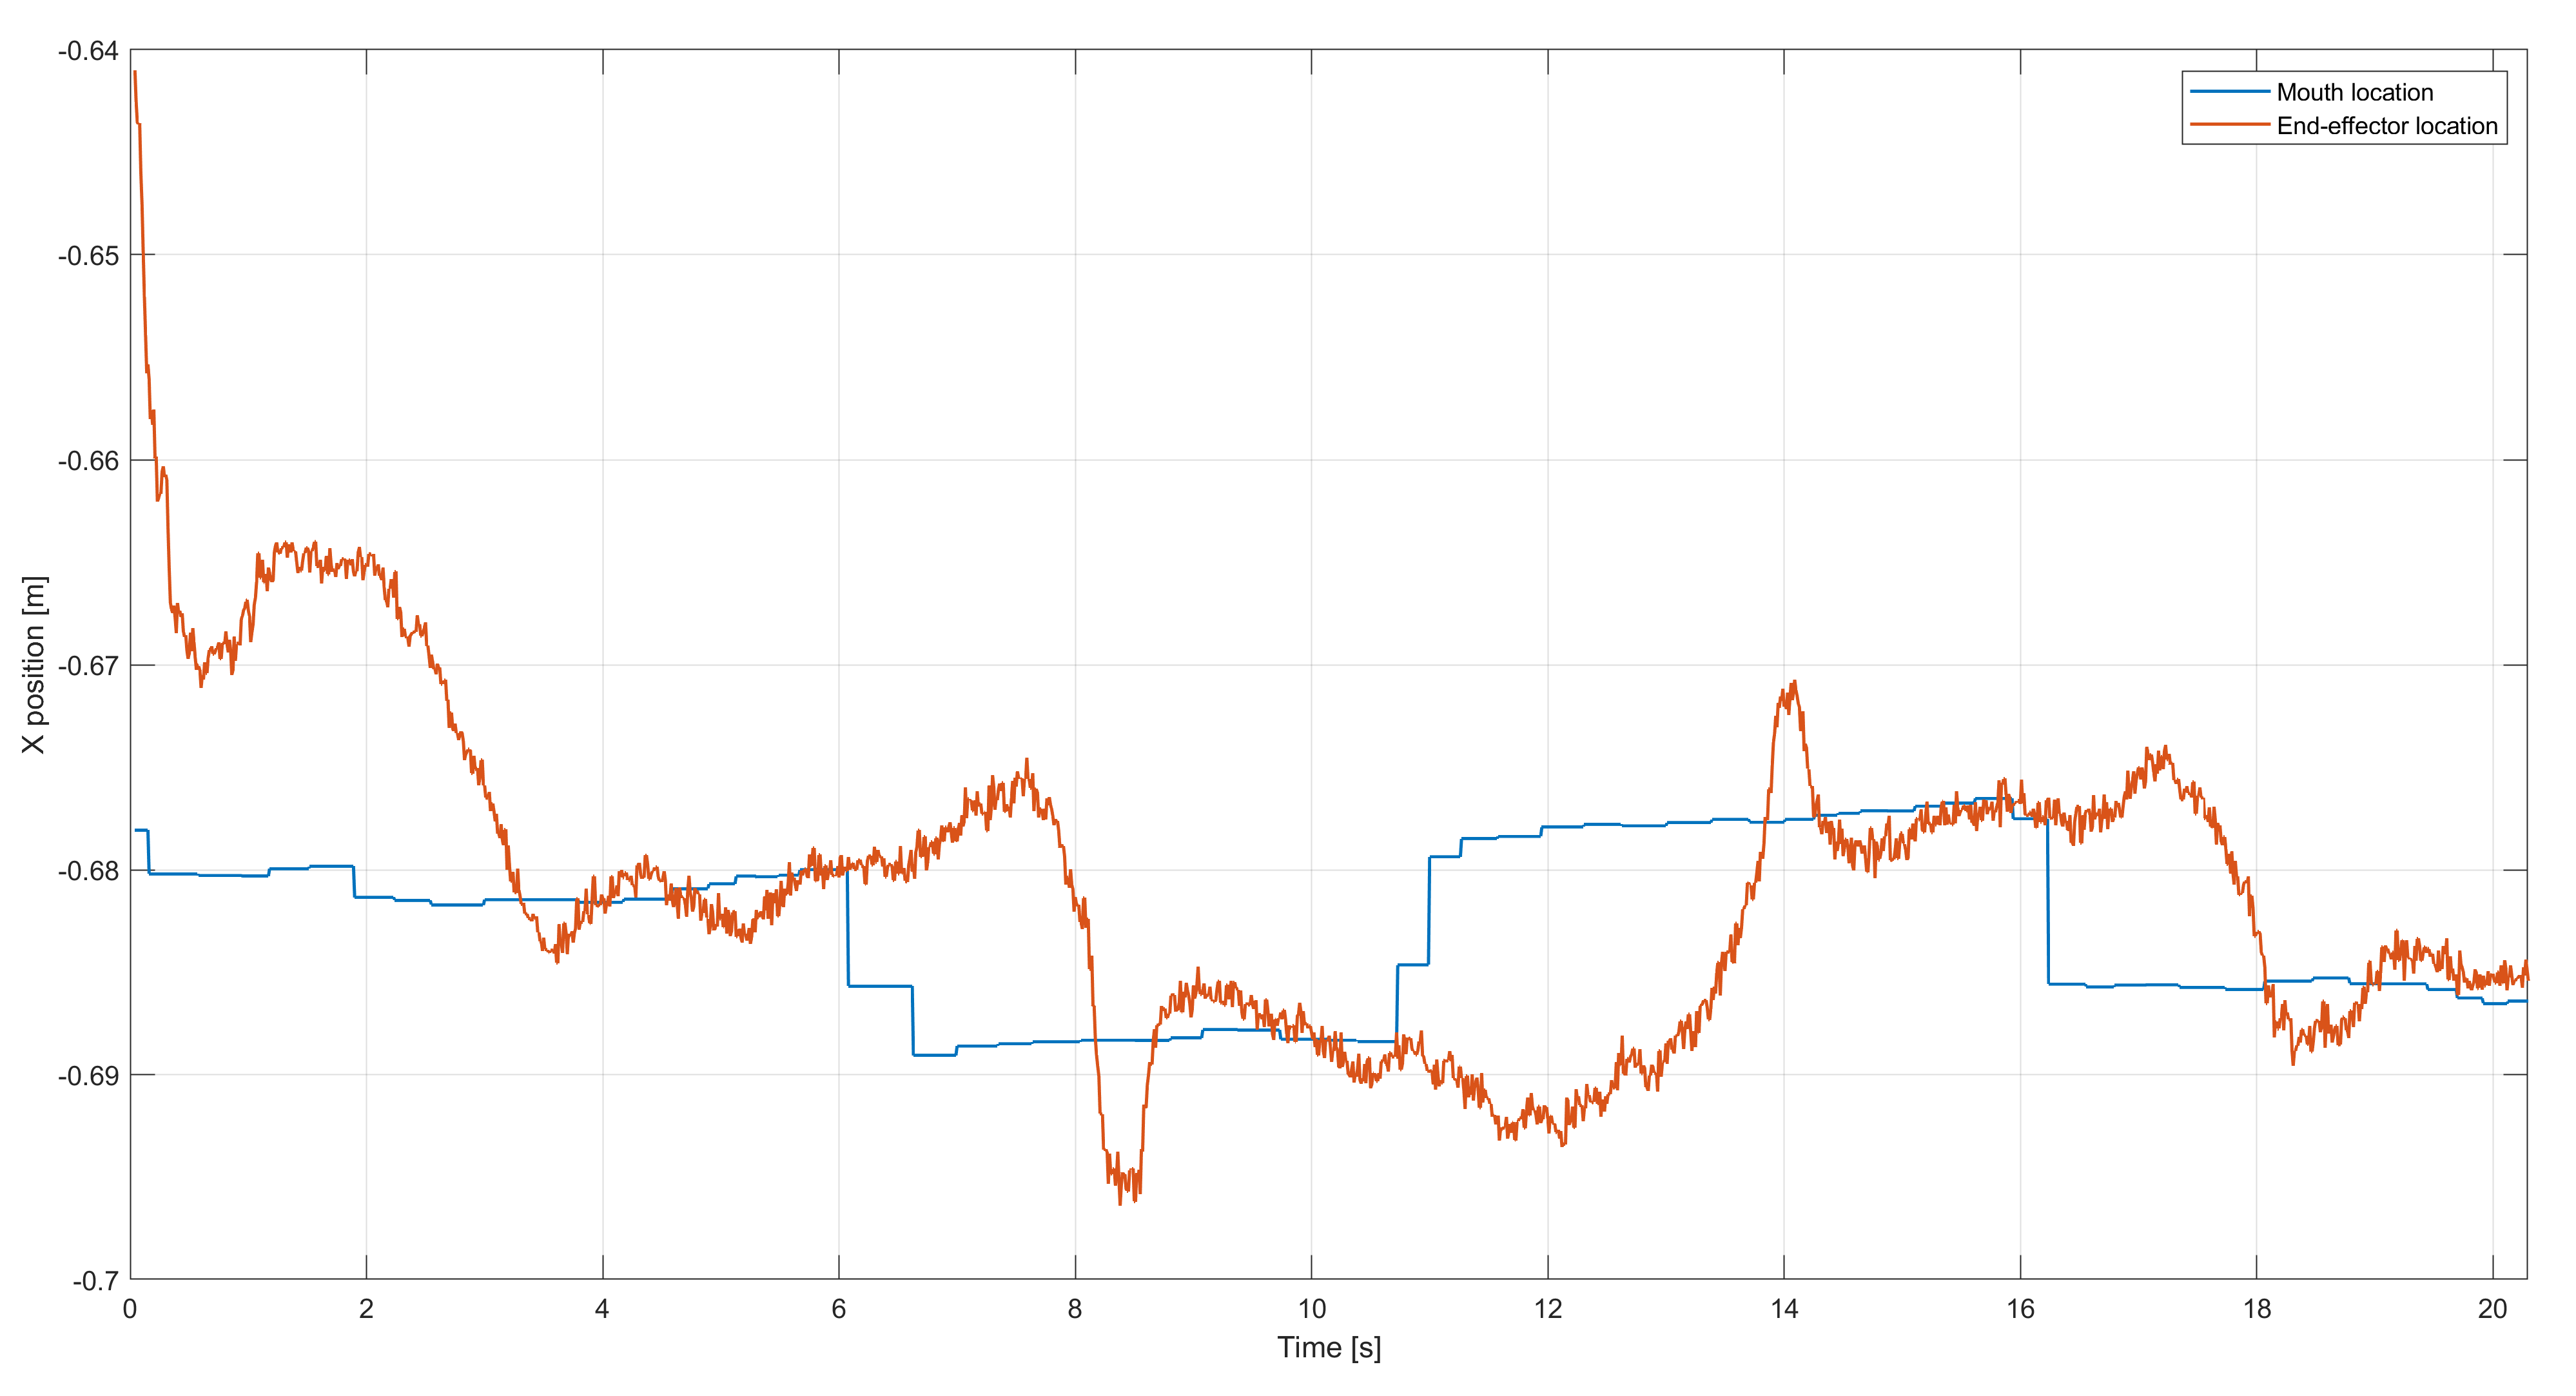 -0.64
-0.65
-0.66
-0.67
-0.68
-0.69
-0.7
X position [m]
Mouth location
End-effector location
0 2 4 6 8 10 12 14 16 18 20
Time [s]